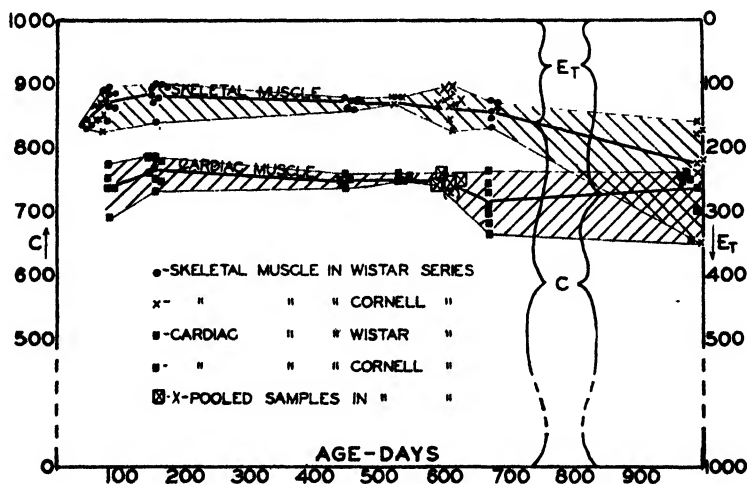 1000
900
800
700
C↑
600
500
0
0
100
200
300
↓E_T
400
500
1000
E_T
C
SKELETAL MUSCLE
CARDIAC MUSCLE
●-SKELETAL MUSCLE IN WISTAR SERIES
x- " " " CORNELL "
■-CARDIAC " " WISTAR "
■- " " " CORNELL "
⊠-X-POOLED SAMPLES IN " "
AGE-DAYS
100 200 300 400 500 600 700 800 900